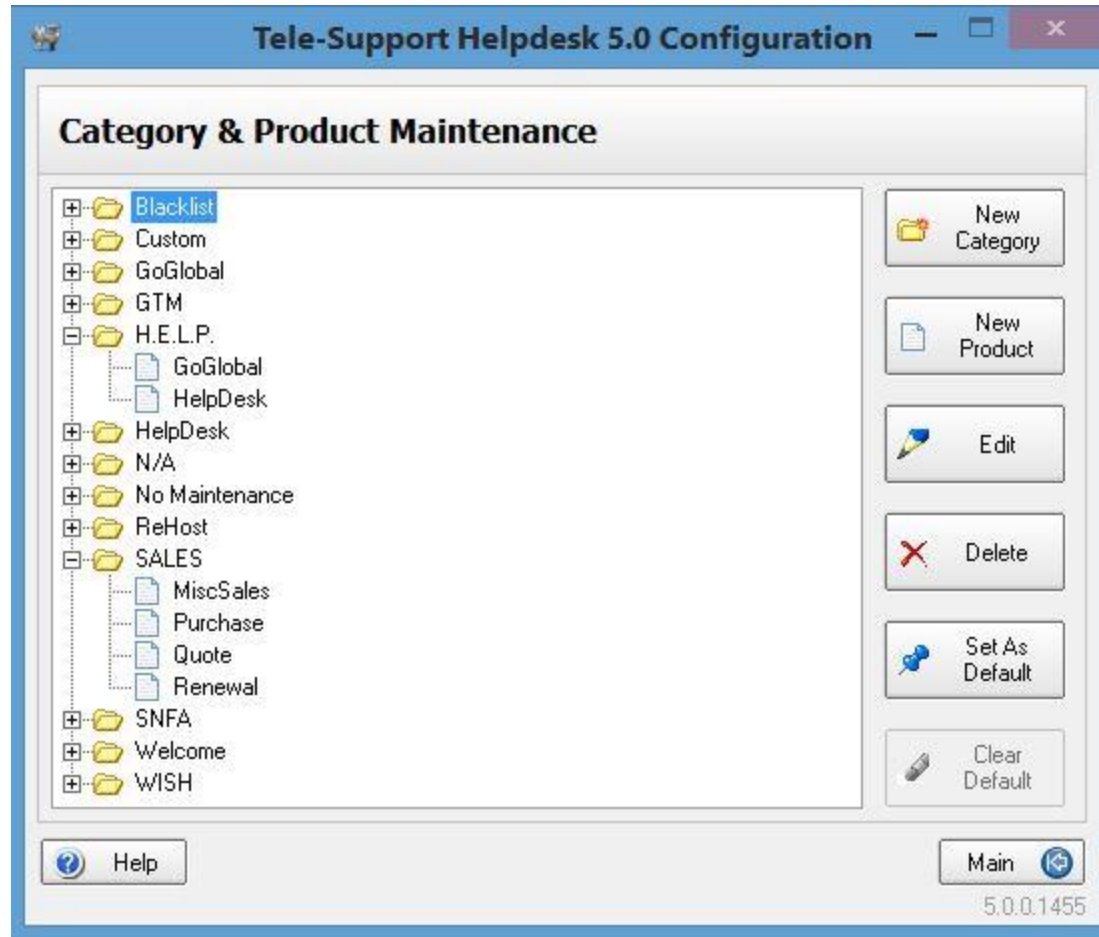 Tele-Support Helpdesk 5.0 Configuration
Category & Product Maintenance
Blacklist
Custom
GoGlobal
GTM
H.E.L.P.
GoGlobal
HelpDesk
HelpDesk
N/A
No Maintenance
ReHost
SALES
MiscSales
Purchase
Quote
Renewal
SNFA
Welcome
WISH
New
Category
New
Product
Edit
Delete
Set As
Default
Clear
Default
Help
Main
5.0.0.1455